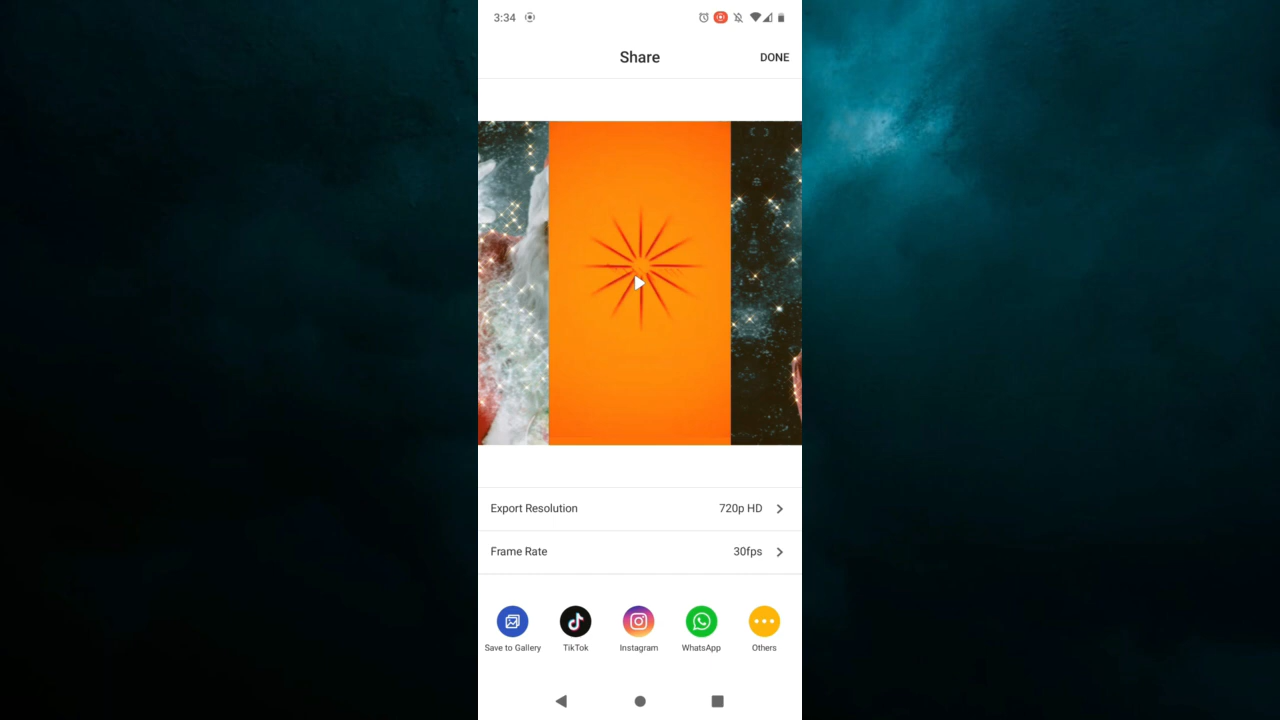 3:34
Share
DONE
Export Resolution
720p HD
Frame Rate
30fps
Save to Gallery
TikTok
Instagram
WhatsApp
Others